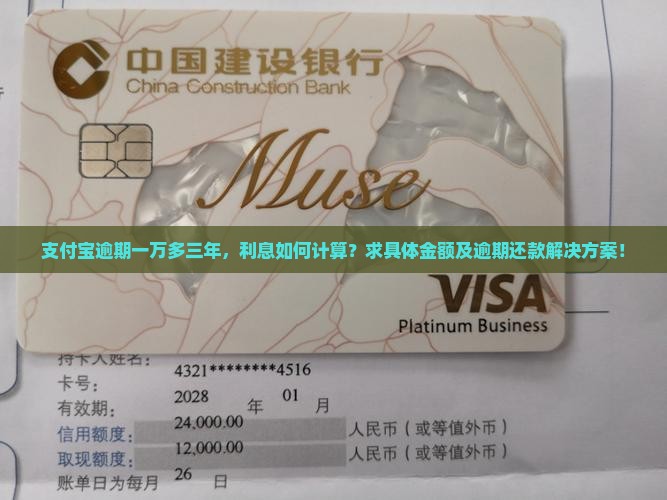 中国建设银行
China Construction Bank
Muse
支付宝逾期一万多三年，利息如何计算？求具体金额及逾期还款解决方案！
VISA
Platinum Business
持卡人姓名：
卡号： 4321********4516
有效期： 2028 年 01 月
信用额度： 24,000.00 人民币（或等值外币）
取现额度： 12,000.00 人民币（或等值外币）
账单日为每月 26 日